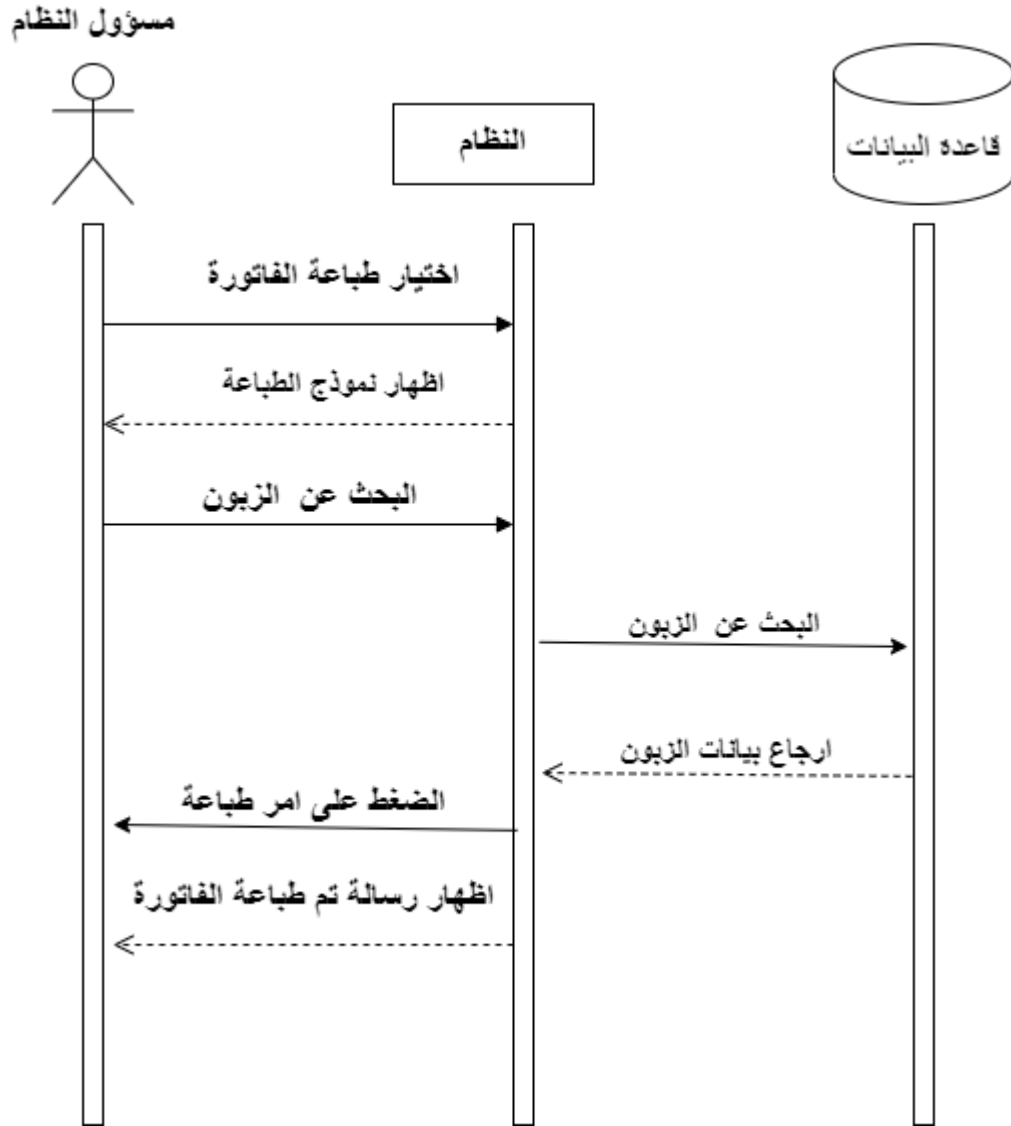 مسؤول النظام
النظام
قاعده البيانات
اختيار طباعة الفاتورة
اظهار نموذج الطباعة
البحث عن الزبون
البحث عن الزبون
ارجاع بيانات الزبون
الضغط على امر طباعة
اظهار رسالة تم طباعة الفاتورة